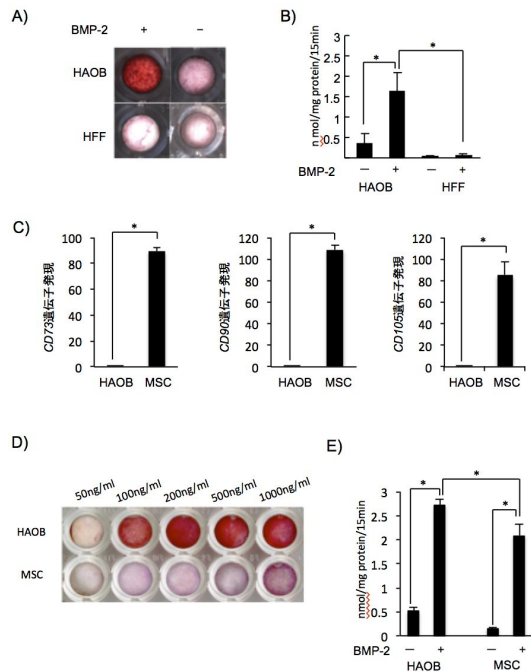 A)
BMP-2
+ −
HAOB
HFF
B)
nmol/mg protein/15min
3
2.5
2
1.5
1
0.5
0
* *
BMP-2 − + − +
HAOB HFF
C)
CD73遺伝子発現
100
80
60
40
20
0
*
HAOB MSC
CD90遺伝子発現
120
100
80
60
40
20
0
*
HAOB MSC
CD105遺伝子発現
120
100
80
60
40
20
0
*
HAOB MSC
D)
50ng/ml 100ng/ml 200ng/ml 500ng/ml 1000ng/ml
HAOB
MSC
E)
nmol/mg protein/15min
3
2.5
2
1.5
1
0.5
0
* * *
BMP-2 − + − +
HAOB MSC